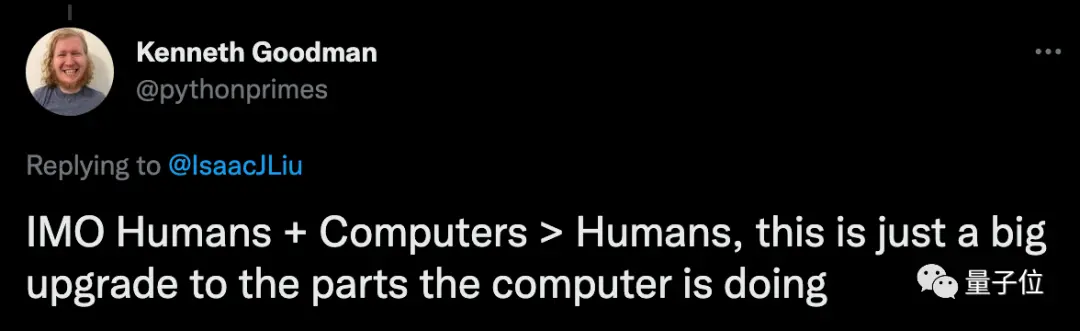 Kenneth Goodman
@pythonprimes
Replying to @IsaacJLiu
IMO Humans + Computers > Humans, this is just a big
upgrade to the parts the computer is doing
量子位